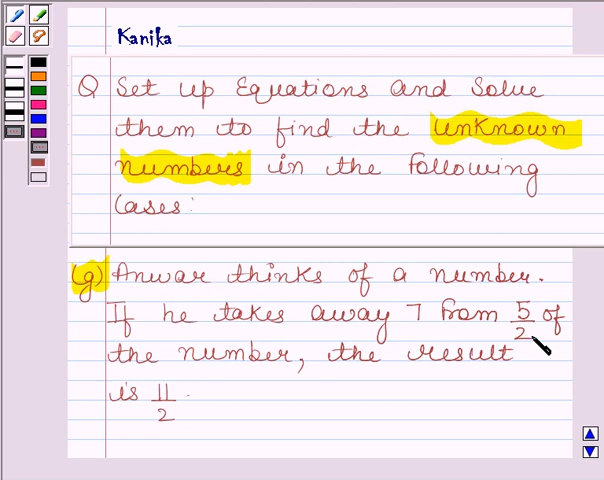 Kanika
Q Set up Equations and Solve
them to find the unknown
numbers in the following
Cases:
(g) Anwar thinks of a number.
If he takes away 7 from 5/2 of
the number, the result
is 11/2.